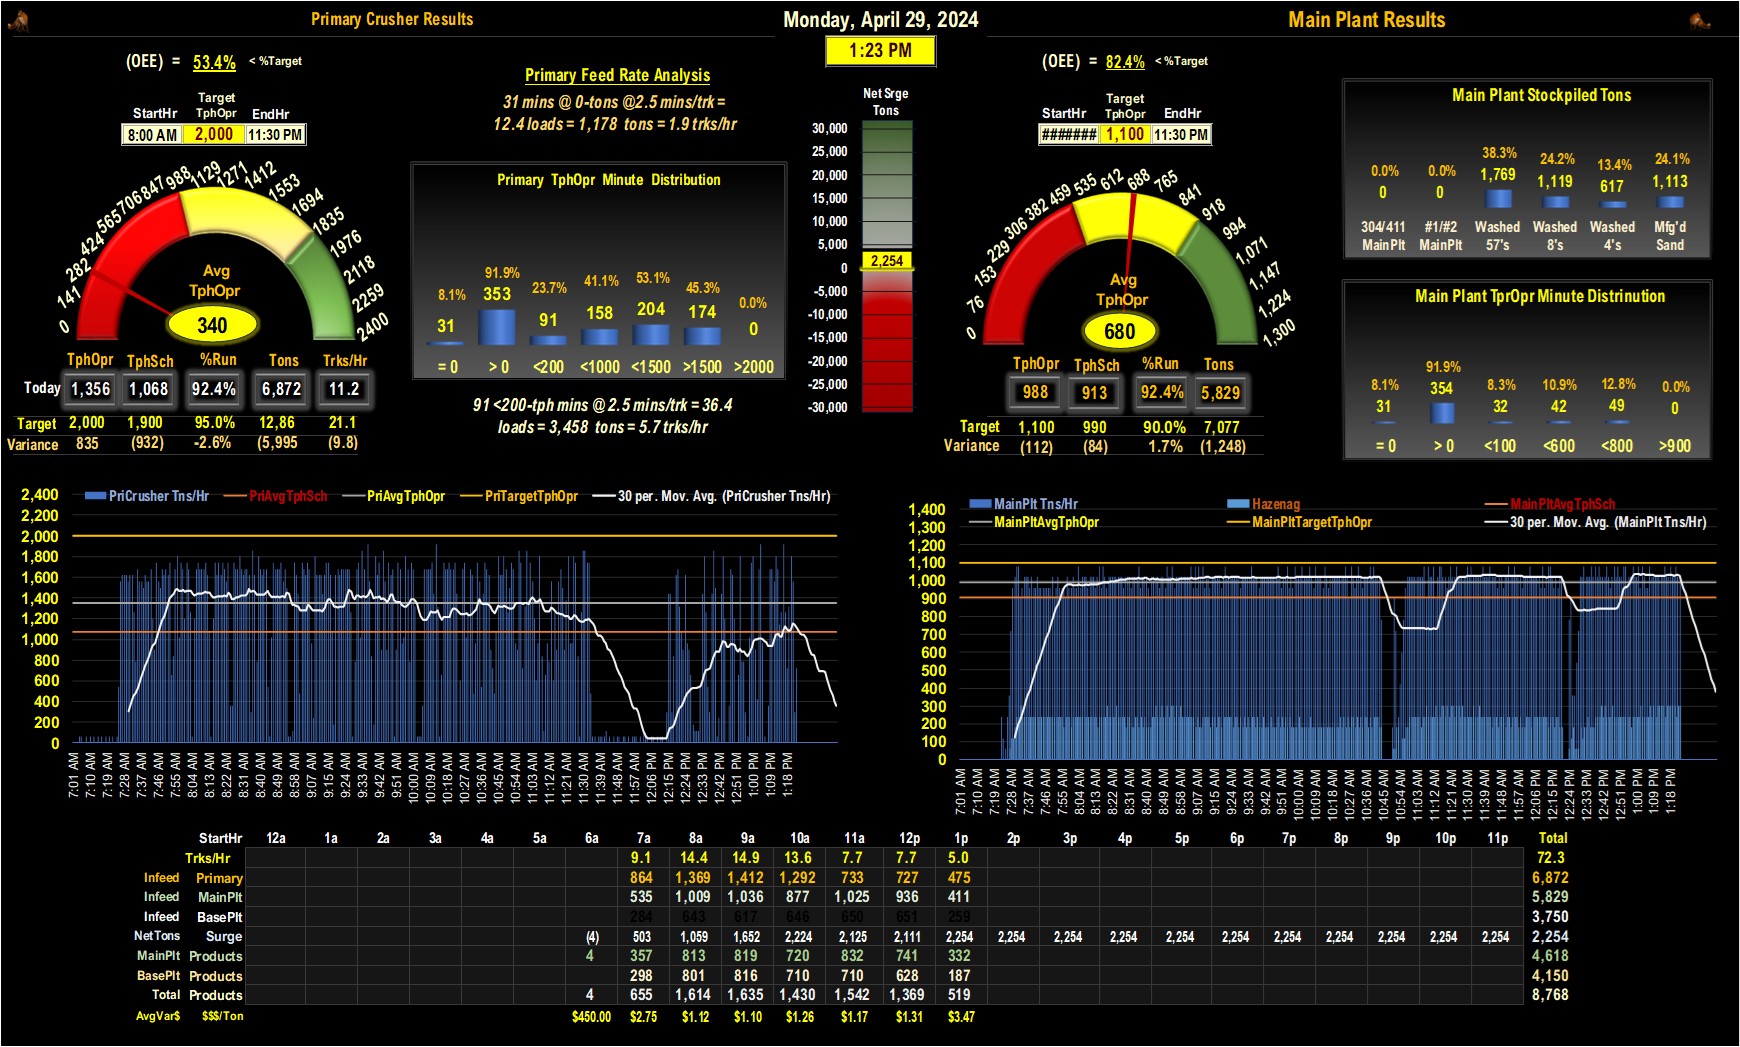 Primary Crusher Results
Monday, April 29, 2024
Main Plant Results
1:23 PM
(OEE) = 53.4% < %Target
StartHr Target TphOpr EndHr
8:00 AM 2,000 11:30 PM
0 141 282 424 565 706 847 988 1129 1271 1412 1553 1694 1835 1976 2118 2259 2400
Avg
TphOpr
340
TphOpr TphSch %Run Tons Trks/Hr
Today 1,356 1,068 92.4% 6,872 11.2
Target 2,000 1,900 95.0% 12,86 21.1
Variance 835 (932) -2.6% (5,995 (9.8)
Primary Feed Rate Analysis
31 mins @ 0-tons @2.5 mins/trk =
12.4 loads = 1,178 tons = 1.9 trks/hr
Primary TphOpr Minute Distribution
8.1% 91.9% 23.7% 41.1% 53.1% 45.3% 0.0%
31 353 91 158 204 174 0
= 0 > 0 <200 <1000 <1500 >1500 >2000
91 <200-tph mins @ 2.5 mins/trk = 36.4
loads = 3,458 tons = 5.7 trks/hr
Net Srge
Tons
30,000
25,000
20,000
15,000
10,000
5,000
0
-5,000
-10,000
-15,000
-20,000
-25,000
-30,000
2,254
(OEE) = 82.4% < %Target
StartHr Target TphOpr EndHr
####### 1,100 11:30 PM
0 76 153 229 306 382 459 535 612 688 765 841 918 994 1,071 1,147 1,224 1,300
Avg
TphOpr
680
TphOpr TphSch %Run Tons
988 913 92.4% 5,829
Target 1,100 990 90.0% 7,077
Variance (112) (84) 1.7% (1,248)
Main Plant Stockpiled Tons
0.0% 0.0% 38.3% 24.2% 13.4% 24.1%
0 0 1,769 1,119 617 1,113
304/411 #1/#2 Washed Washed Washed Mfg'd
MainPlt MainPlt 57's 8's 4's Sand
Main Plant TprOpr Minute Distrinution
8.1% 91.9% 8.3% 10.9% 12.8% 0.0%
31 354 32 42 49 0
= 0 > 0 <100 <600 <800 >900
PriCrusher Tns/Hr PriAvgTphSch PriAvgTphOpr PriTargetTphOpr 30 per. Mov. Avg. (PriCrusher Tns/Hr)
2,400
2,200
2,000
1,800
1,600
1,400
1,200
1,000
800
600
400
200
0
7:01 AM 7:10 AM 7:19 AM 7:28 AM 7:37 AM 7:46 AM 7:55 AM 8:04 AM 8:13 AM 8:22 AM 8:31 AM 8:40 AM 8:49 AM 8:58 AM 9:07 AM 9:15 AM 9:24 AM 9:33 AM 9:42 AM 9:51 AM 10:00 AM 10:09 AM 10:18 AM 10:27 AM 10:36 AM 10:45 AM 10:54 AM 11:03 AM 11:12 AM 11:21 AM 11:30 AM 11:39 AM 11:48 AM 11:57 AM 12:06 PM 12:15 PM 12:24 PM 12:33 PM 12:42 PM 12:51 PM 1:00 PM 1:09 PM 1:18 PM
MainPlt Tns/Hr Hazenag MainPltAvgTphSch
MainPltAvgTphOpr MainPltTargetTphOpr 30 per. Mov. Avg. (MainPlt Tns/Hr)
1,400
1,300
1,200
1,100
1,000
900
800
700
600
500
400
300
200
100
0
7:01 AM 7:10 AM 7:19 AM 7:28 AM 7:37 AM 7:46 AM 7:55 AM 8:04 AM 8:13 AM 8:22 AM 8:31 AM 8:40 AM 8:49 AM 8:58 AM 9:07 AM 9:15 AM 9:24 AM 9:33 AM 9:42 AM 9:51 AM 10:00 AM 10:09 AM 10:18 AM 10:27 AM 10:36 AM 10:45 AM 10:54 AM 11:03 AM 11:12 AM 11:21 AM 11:30 AM 11:39 AM 11:48 AM 11:57 AM 12:06 PM 12:15 PM 12:24 PM 12:33 PM 12:42 PM 12:51 PM 1:00 PM 1:09 PM 1:18 PM
StartHr 12a 1a 2a 3a 4a 5a 6a 7a 8a 9a 10a 11a 12p 1p 2p 3p 4p 5p 6p 7p 8p 9p 10p 11p Total
Trks/Hr 9.1 14.4 14.9 13.6 7.7 7.7 5.0 72.3
Infeed Primary 864 1,369 1,412 1,292 733 727 475 6,872
Infeed MainPlt 535 1,009 1,036 877 1,025 936 411 5,829
Infeed BasePlt 284 643 617 646 650 651 259 3,750
NetTons Surge (4) 503 1,059 1,652 2,224 2,125 2,111 2,254 2,254 2,254 2,254 2,254 2,254 2,254 2,254 2,254 2,254 2,254 2,254
MainPlt Products 4 357 813 819 720 832 741 332 4,618
BasePlt Products 298 801 816 710 710 628 187 4,150
Total Products 4 655 1,614 1,635 1,430 1,542 1,369 519 8,768
AvgVar$ $$$/Ton $450.00 $2.75 $1.12 $1.10 $1.26 $1.17 $1.31 $3.47